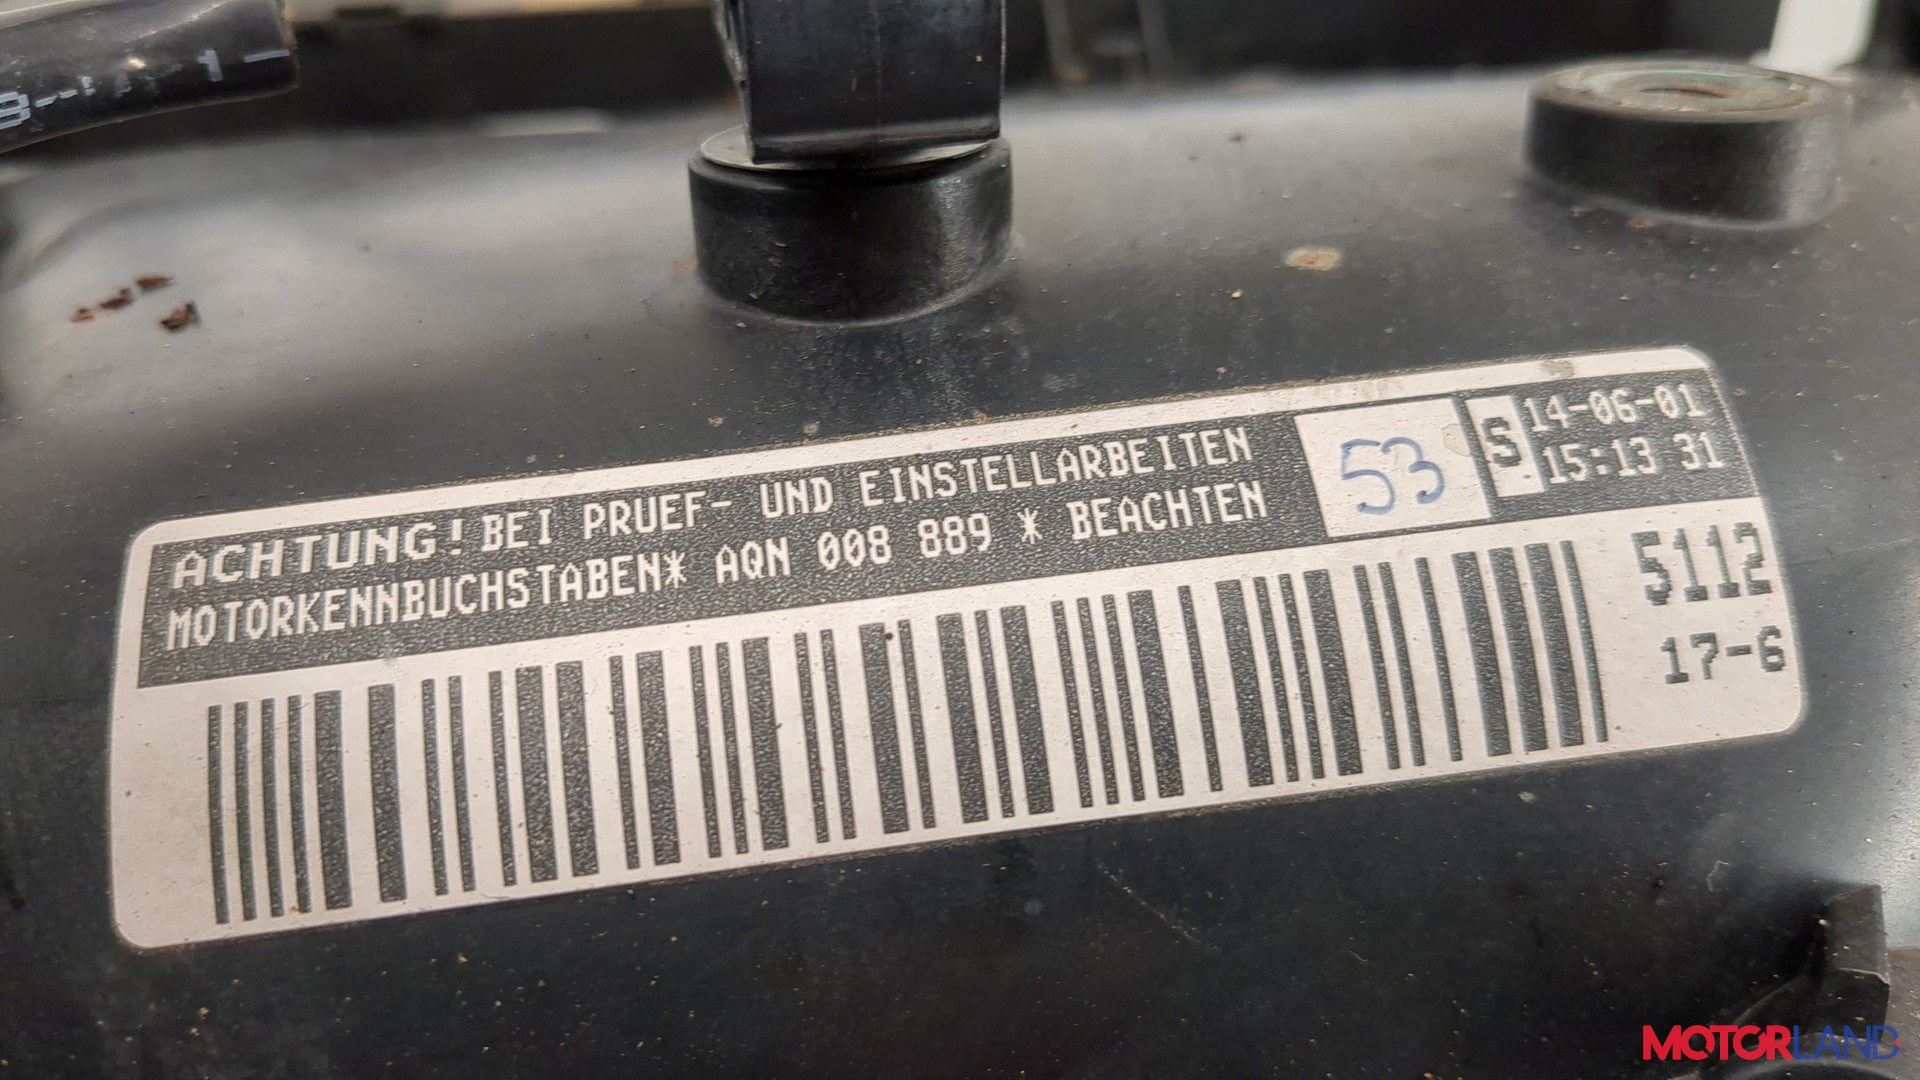 ACHTUNG! BEI PRUEF- UND EINSTELLARBEITEN
MOTORKENNBUCHSTABEN* AQN 008 889 * BEACHTEN
53
S
14-06-01
15:13 31
5112
17-6
MOTORLAND